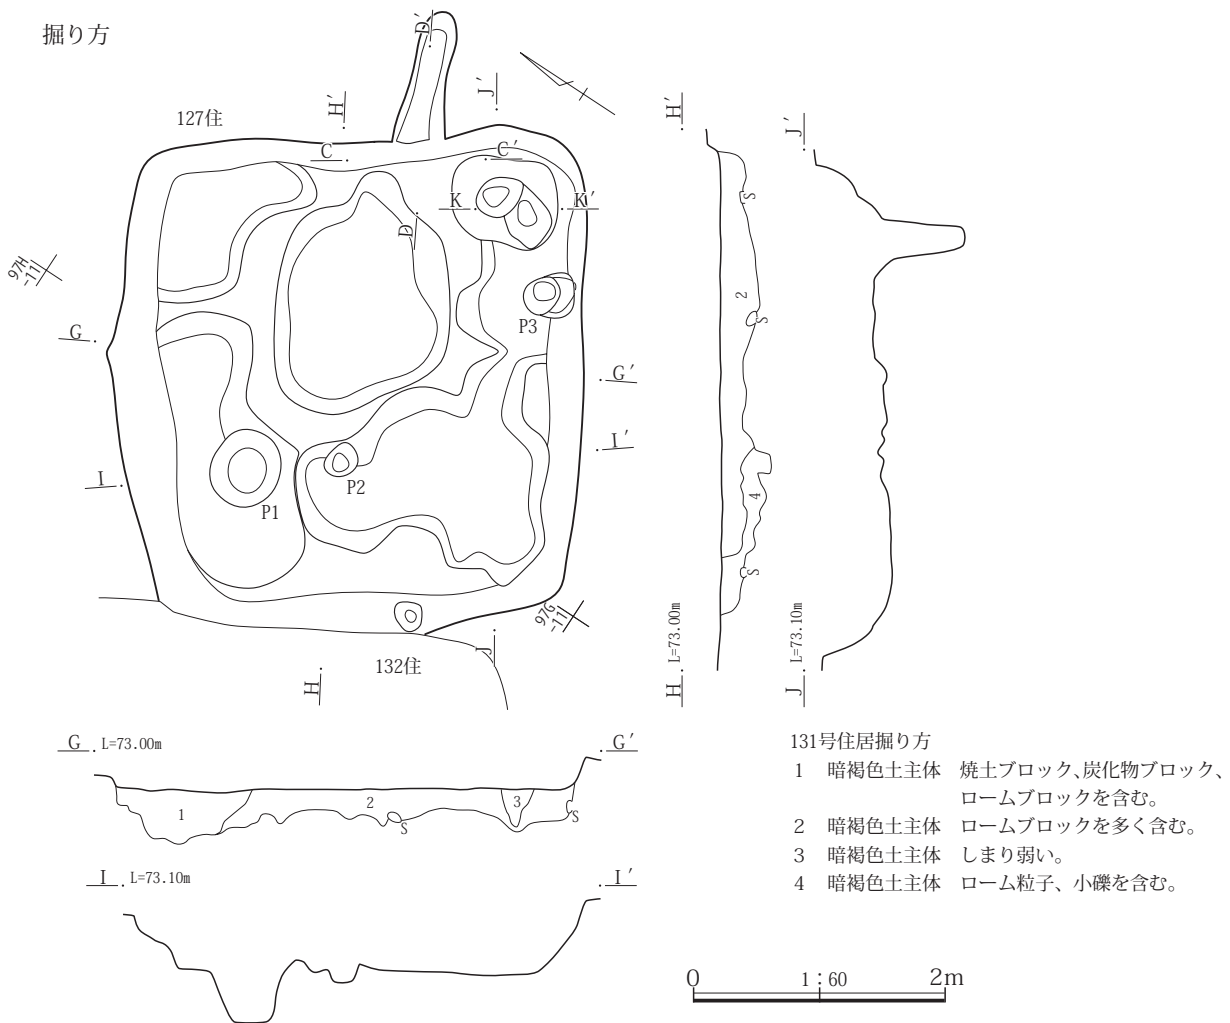 掘り方
127住
D′
H′
J′
C
C′
K
K′
D
97H
-11
G
P3
G′
I′
I
P2
P1
97G
-11
132住
J
H
H′
S
2
S
4
S
H
L=73.00m
J′
J
L=73.10m
G
L=73.00m
G′
1
2
3
S
S
I
L=73.10m
I′
131号住居掘り方
1 暗褐色土主体 焼土ブロック、炭化物ブロック、
ロームブロックを含む。
2 暗褐色土主体 ロームブロックを多く含む。
3 暗褐色土主体 しまり弱い。
4 暗褐色土主体 ローム粒子、小礫を含む。
0 1：60 2m